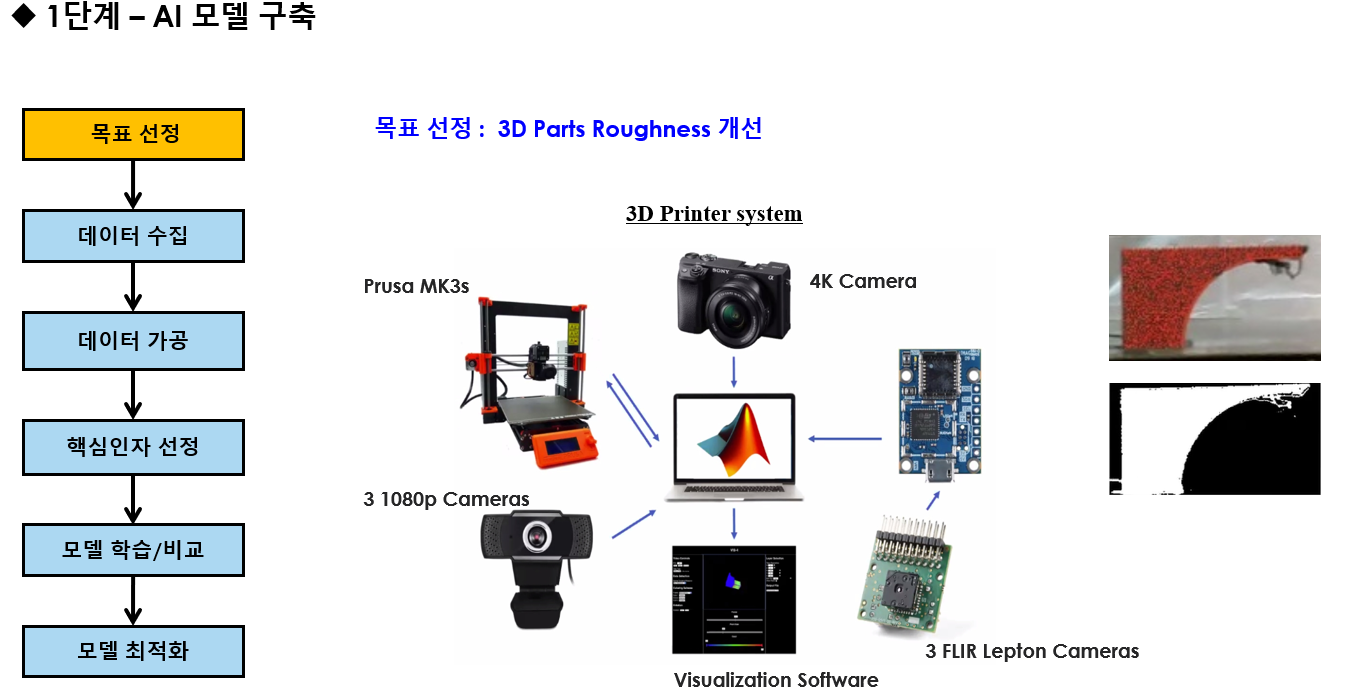 ◆ 1단계 – AI 모델 구축
목표 선정
데이터 수집
데이터 가공
핵심인자 선정
모델 학습/비교
모델 최적화
목표 선정 : 3D Parts Roughness 개선
3D Printer system
Prusa MK3s
SONY
α
4K Camera
3 1080p Cameras
3 FLIR Lepton Cameras
Visualization Software